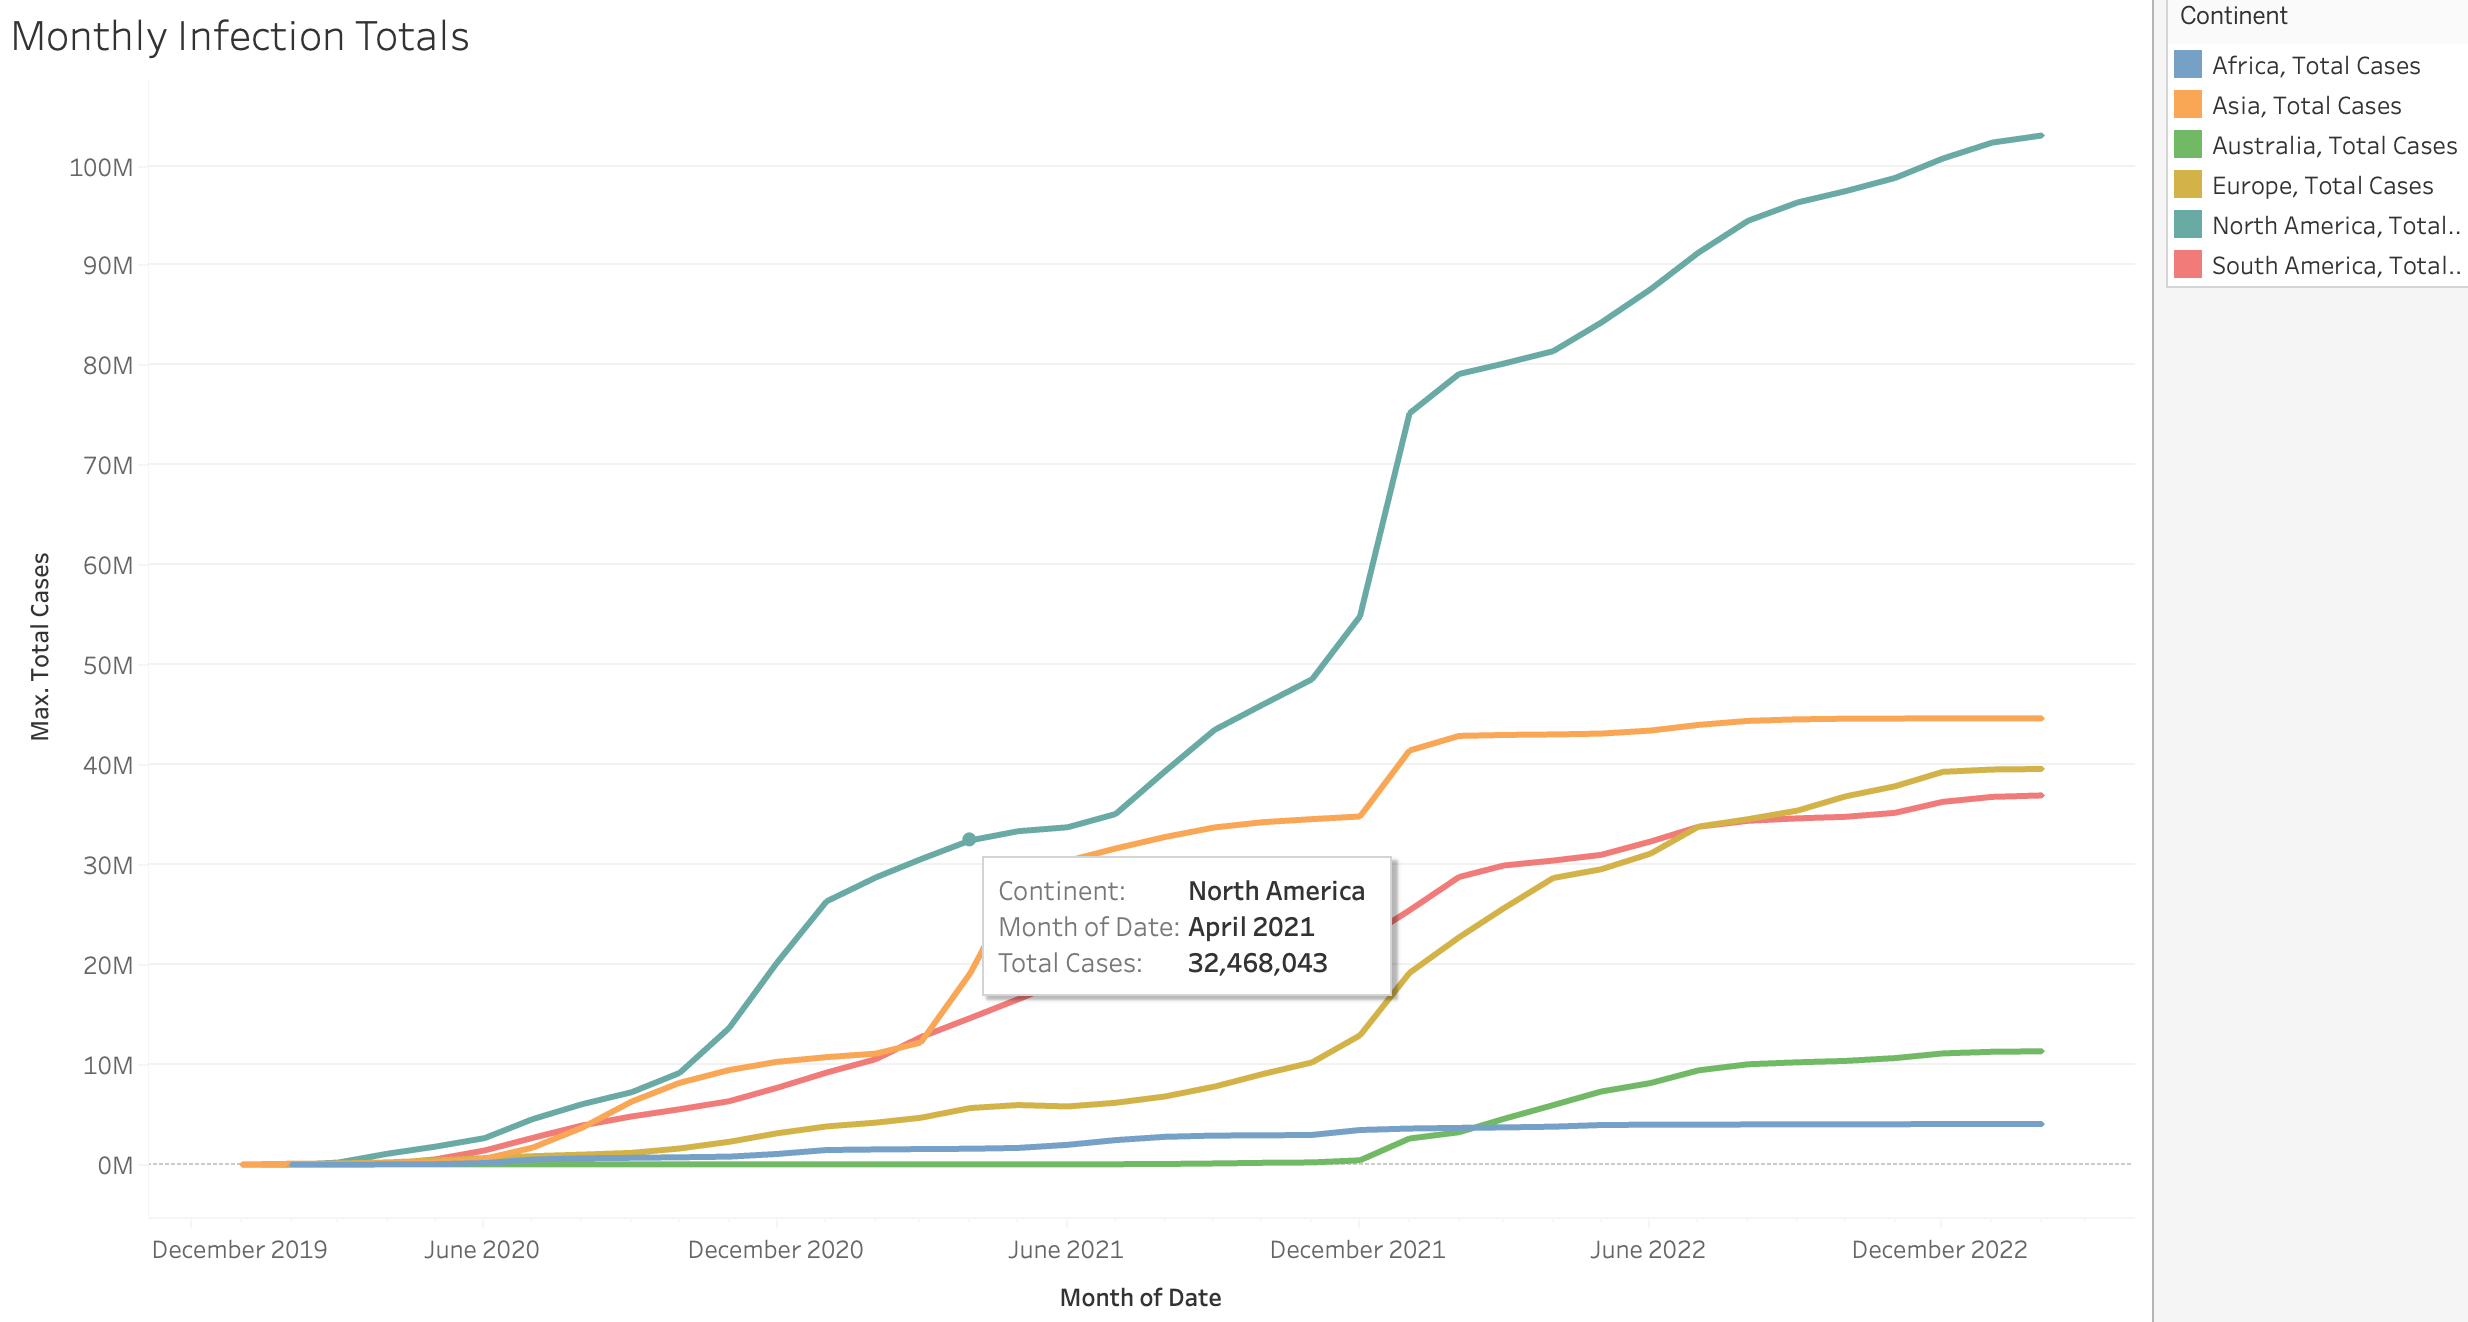 Monthly Infection Totals
Continent
Africa, Total Cases
Asia, Total Cases
Australia, Total Cases
Europe, Total Cases
North America, Total..
South America, Total..
Max. Total Cases
100M
90M
80M
70M
60M
50M
40M
30M
20M
10M
0M
Continent: North America
Month of Date: April 2021
Total Cases: 32,468,043
December 2019 June 2020 December 2020 June 2021 December 2021 June 2022 December 2022
Month of Date